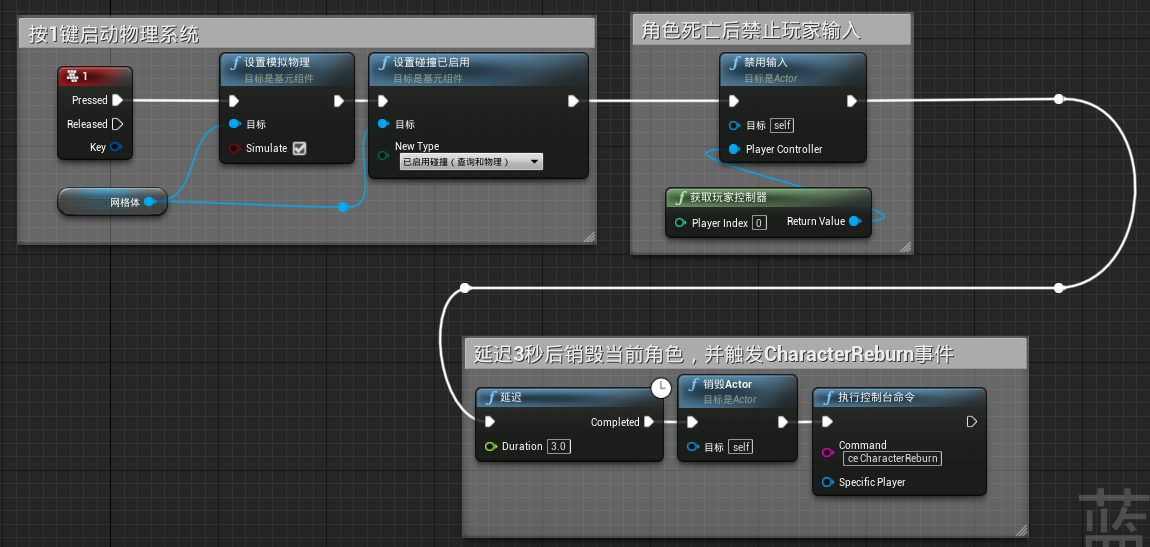 按1键启动物理系统
1
Pressed
Released
Key
网格体
设置模拟物理
目标是基元组件
目标
Simulate
设置碰撞已启用
目标是基元组件
目标
New Type
已启用碰撞（查询和物理）
角色死亡后禁止玩家输入
禁用输入
目标是Actor
目标 self
Player Controller
获取玩家控制器
Player Index 0
Return Value
延迟3秒后销毁当前角色，并触发CharacterReburn事件
延迟
Completed
Duration 3.0
销毁Actor
目标是Actor
目标 self
执行控制台命令
Command
ce CharacterReburn
Specific Player
蓝